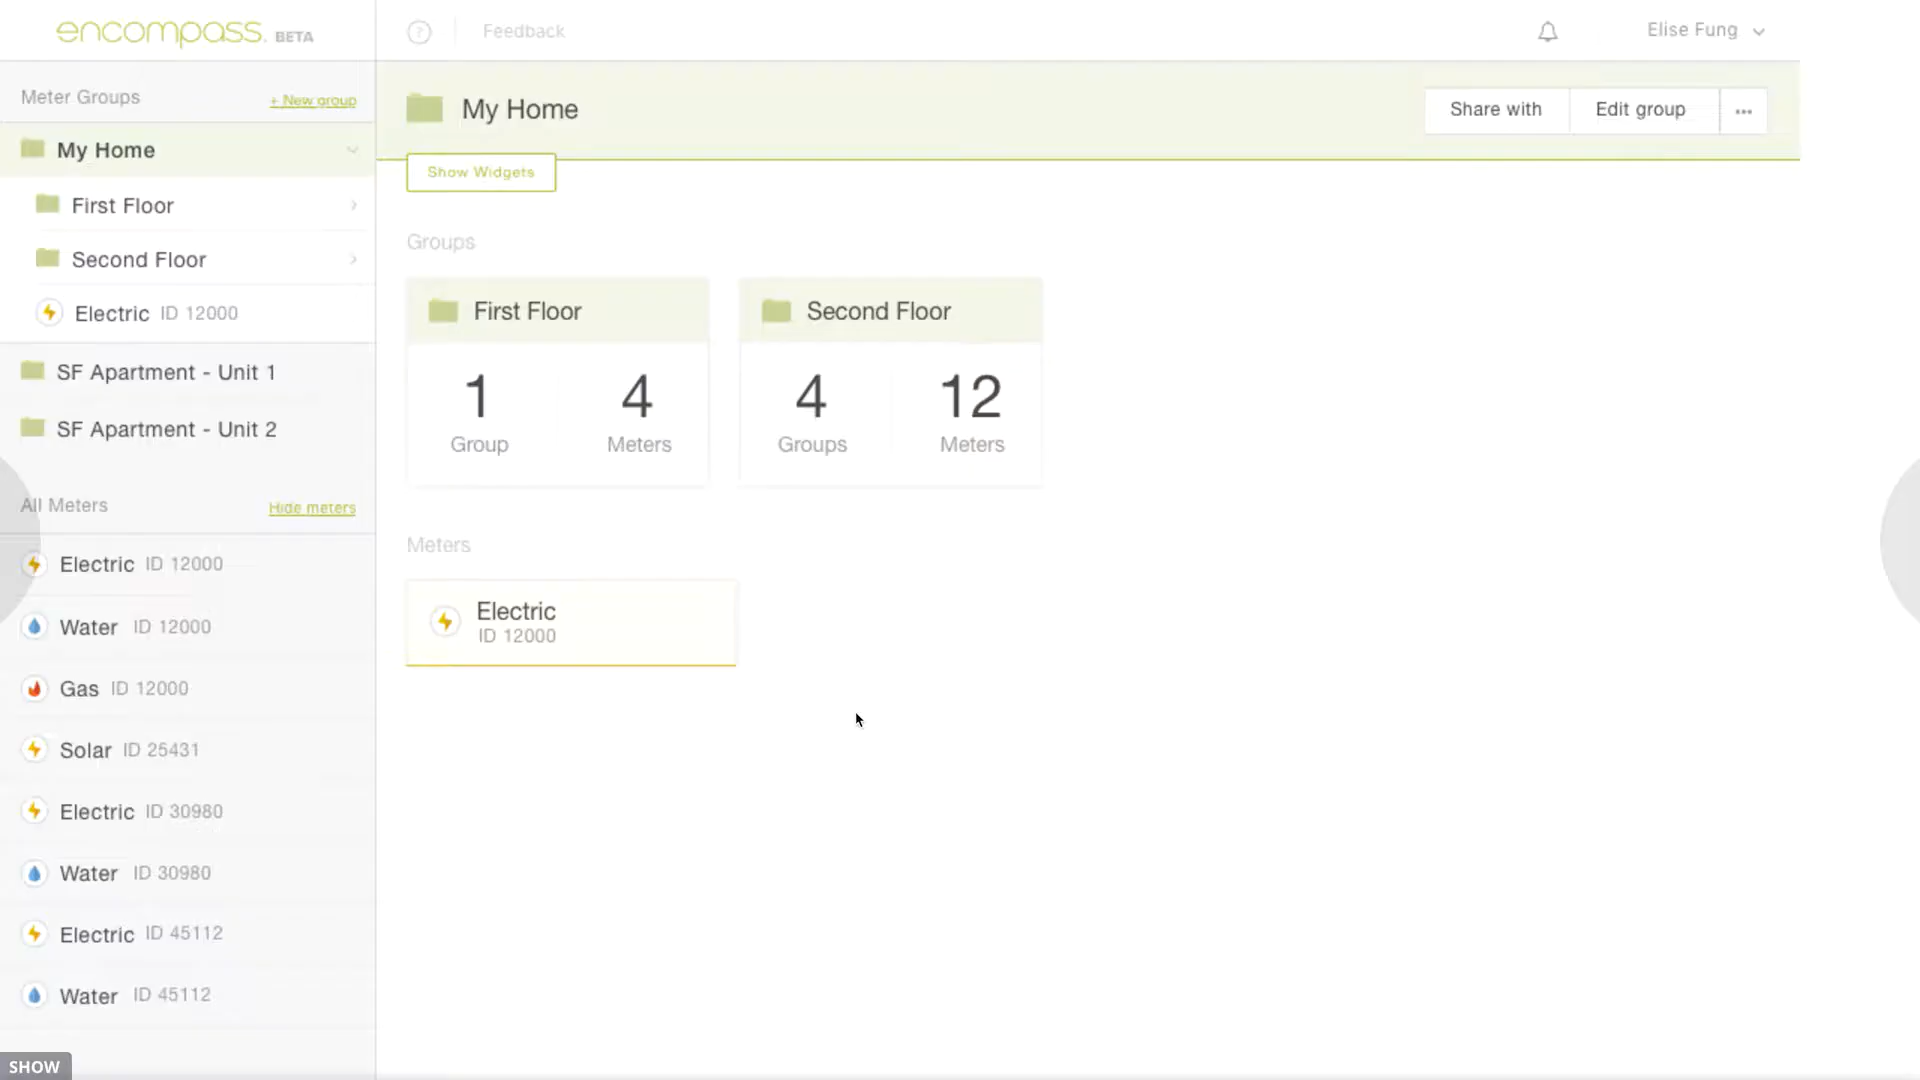 encompass. BETA
? Feedback
Elise Fung
Meter Groups
+ New group
My Home
First Floor
Second Floor
Electric ID 12000
SF Apartment - Unit 1
SF Apartment - Unit 2
All Meters
Hide meters
Electric ID 12000
Water ID 12000
Gas ID 12000
Solar ID 25431
Electric ID 30980
Water ID 30980
Electric ID 45112
Water ID 45112
SHOW
My Home
Share with
Edit group
...
Show Widgets
Groups
First Floor
1 4
Group Meters
Second Floor
4 12
Groups Meters
Meters
Electric
ID 12000